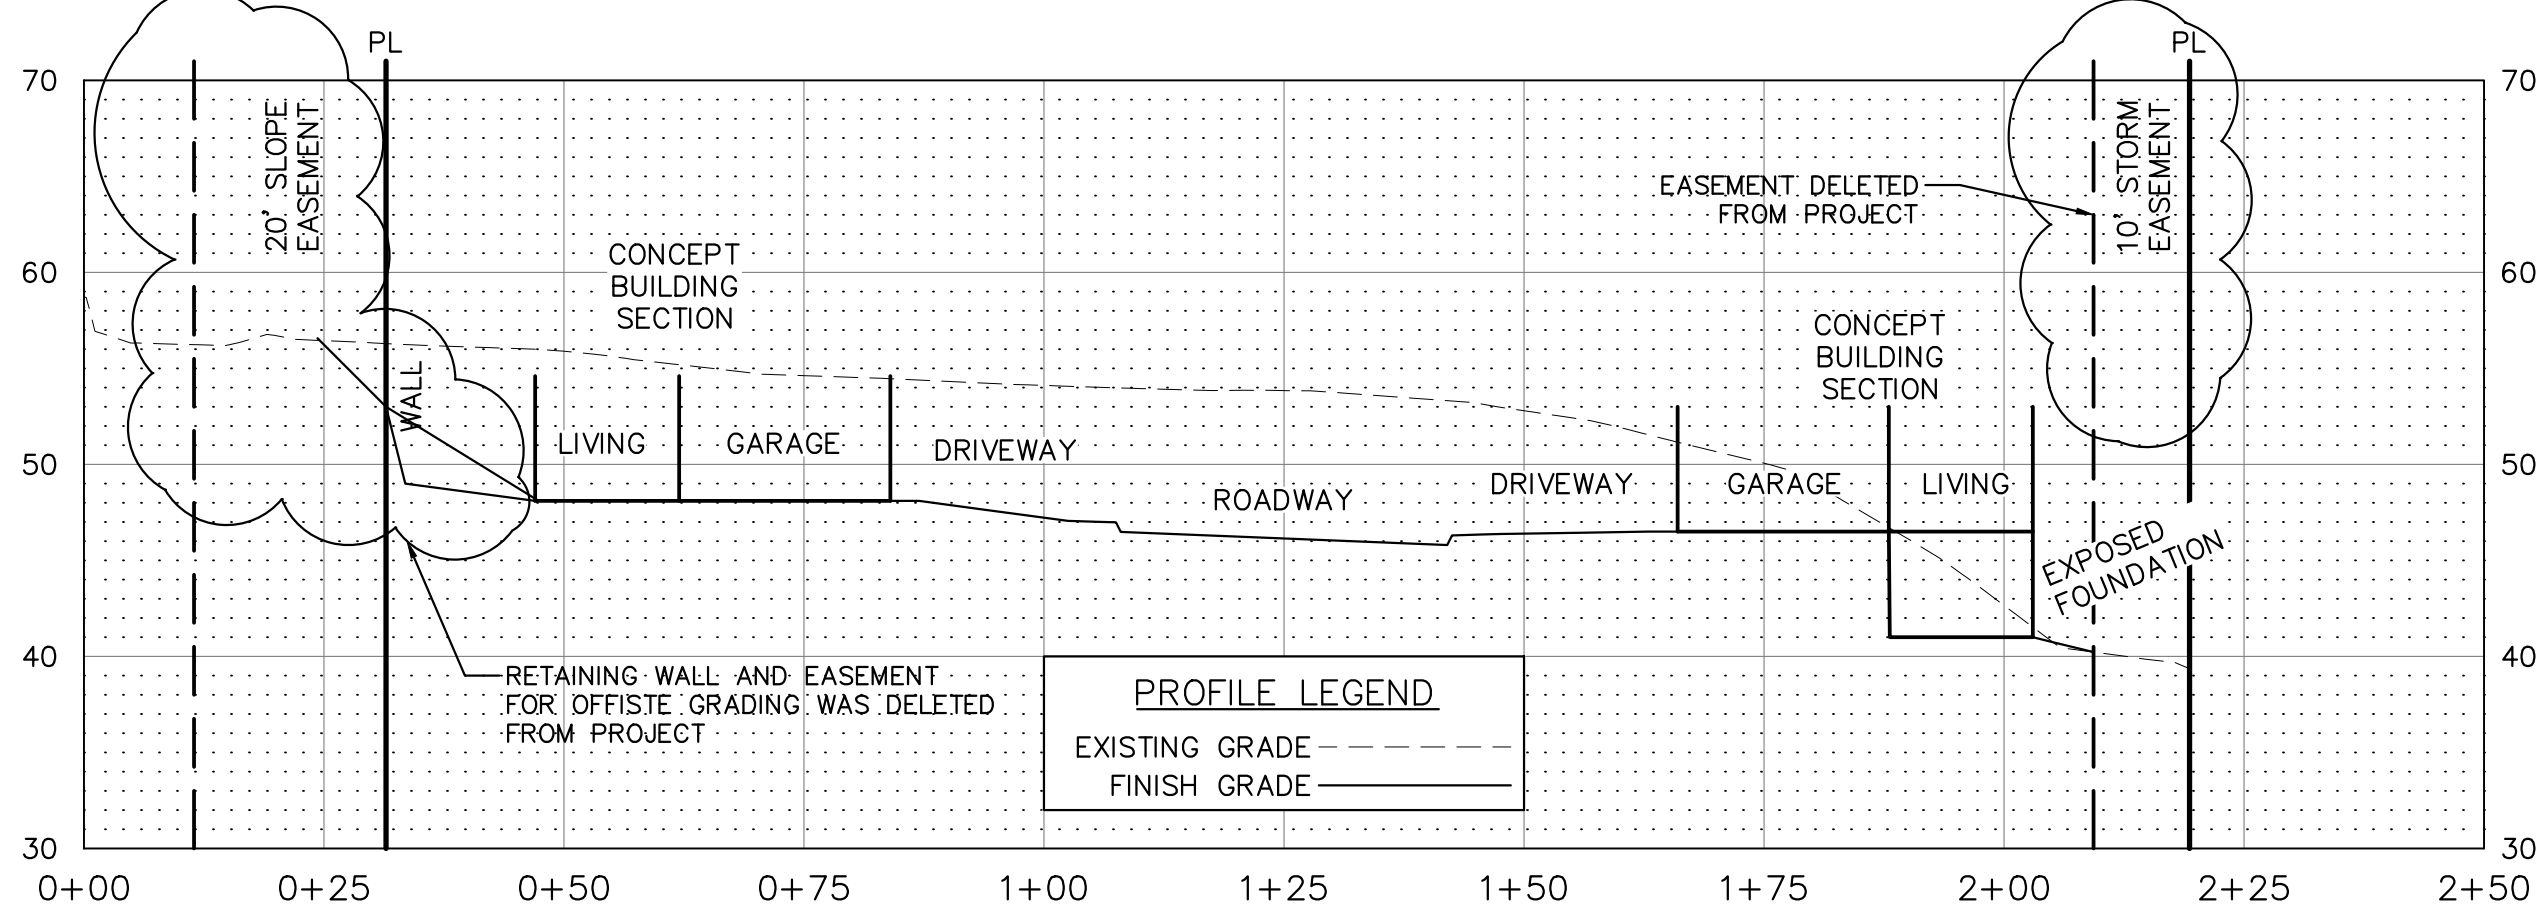 PL
PL
70
70
20' SLOPE
EASEMENT
10' STORM
EASEMENT
EASEMENT DELETED
FROM PROJECT
60
60
CONCEPT
BUILDING
SECTION
CONCEPT
BUILDING
SECTION
WALL
50
50
LIVING
GARAGE
DRIVEWAY
ROADWAY
DRIVEWAY
GARAGE
LIVING
EXPOSED
FOUNDATION
40
40
RETAINING WALL AND EASEMENT
FOR OFFISTE GRADING WAS DELETED
FROM PROJECT
PROFILE LEGEND
EXISTING GRADE
FINISH GRADE
30
30
0+00 0+25 0+50 0+75 1+00 1+25 1+50 1+75 2+00 2+25 2+50